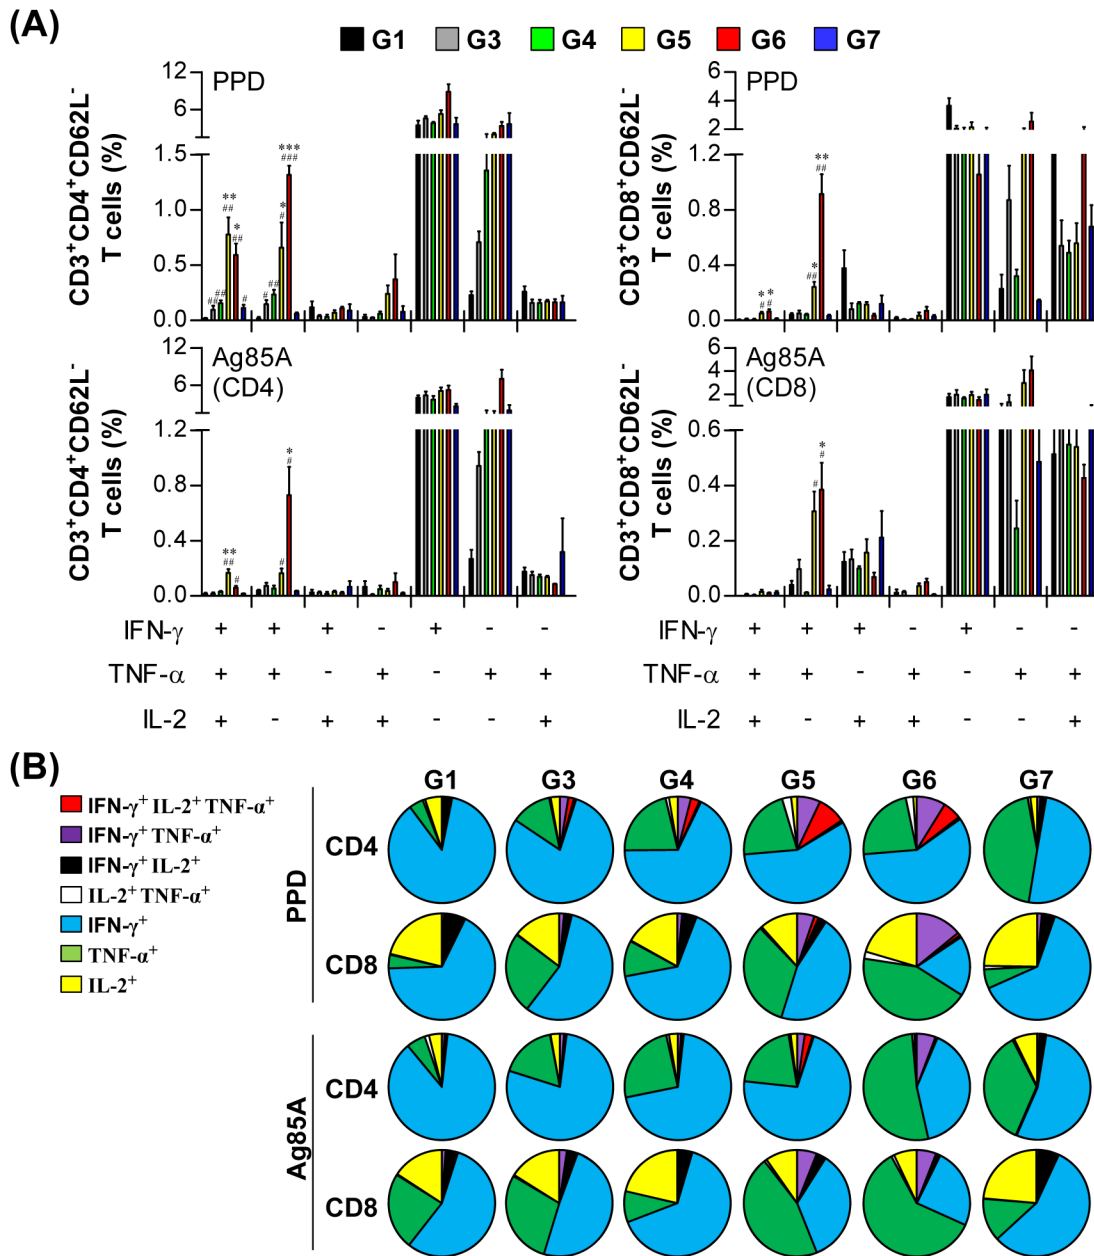 (A)
G1 G3 G4 G5 G6 G7
CD3⁺CD4⁺CD62L⁻
T cells (%)
PPD
12
6
1.5
1.0
0.5
0.0
## ## ** ## * ## #
# ## * # *** ###
CD3⁺CD8⁺CD62L⁻
T cells (%)
PPD
6
4
2
1.2
0.8
0.4
0.0
* # * #
* ## ** ##
CD3⁺CD4⁺CD62L⁻
T cells (%)
Ag85A
(CD4)
12
6
1.2
0.8
0.4
0.0
** ## #
# * #
CD3⁺CD8⁺CD62L⁻
T cells (%)
Ag85A
(CD8)
6
4
2
0.6
0.4
0.2
0.0
# * #
IFN-γ + + + - + - -
TNF-α + + - + - + +
IL-2 + - + + - - +
IFN-γ + + + - + - -
TNF-α + + - + - + +
IL-2 + - + + - - +
(B)
IFN-γ⁺ IL-2⁺ TNF-α⁺
IFN-γ⁺ TNF-α⁺
IFN-γ⁺ IL-2⁺
IL-2⁺ TNF-α⁺
IFN-γ⁺
TNF-α⁺
IL-2⁺
G1 G3 G4 G5 G6 G7
PPD
CD4
CD8
Ag85A
CD4
CD8